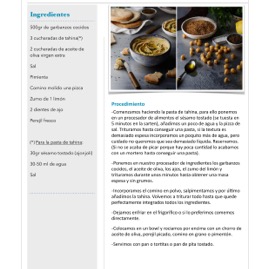 Ingredientes
300gr de garbanzos cocidos
3 cucharadas de tahina(*)
2 cucharadas de aceite de
oliva virgen extra
Sal
Pimienta
Comino molido una pizca
Zumo de 1 limón
2 dientes de ajo
Perejil fresco
(*)Para la pasta de tahina
30gr sésamo tostado (ajonjolí)
30-50 ml de agua
Sal
Procedimiento
-Comenzamos haciendo la pasta de tahina, para ello ponemos
en un procesador de alimentos el sésamo tostado (se tuesta en
5 minutos en la sartén), añadimos un poco de agua y la pizca de
sal. Trituramos hasta conseguir una pasta, si la textura es
demasiado espesa incorporamos un poquito más de agua, pero
cuidado no queremos que sea demasiado líquida. Reservamos.
(Si no se aceita de picar porque hay poca cantidad lo acabamos
con un mortero hasta conseguir una pasta).
-Ponemos en nuestro procesador de ingredientes los garbanzos
cocidos, el aceite de oliva, los ajos, el zumo del limón y
trituramos durante unos minutos hasta obtener una masa
espesa y sin grumos.
-Incorporamos el comino en polvo, salpimentamos y por último
añadimos la tahina. Volvemos a triturar todo hasta que quede
perfectamente integrados todos los ingredientes.
-Dejamos enfriar en el frigorífico o si lo preferimos comemos
directamente.
-Colocamos en un bowl y rociamos por encima con un chorro de
aceite de oliva, perejil picado, comino en grano o pimentón.
-Servimos con pan o tortitas o pan de pita tostado.